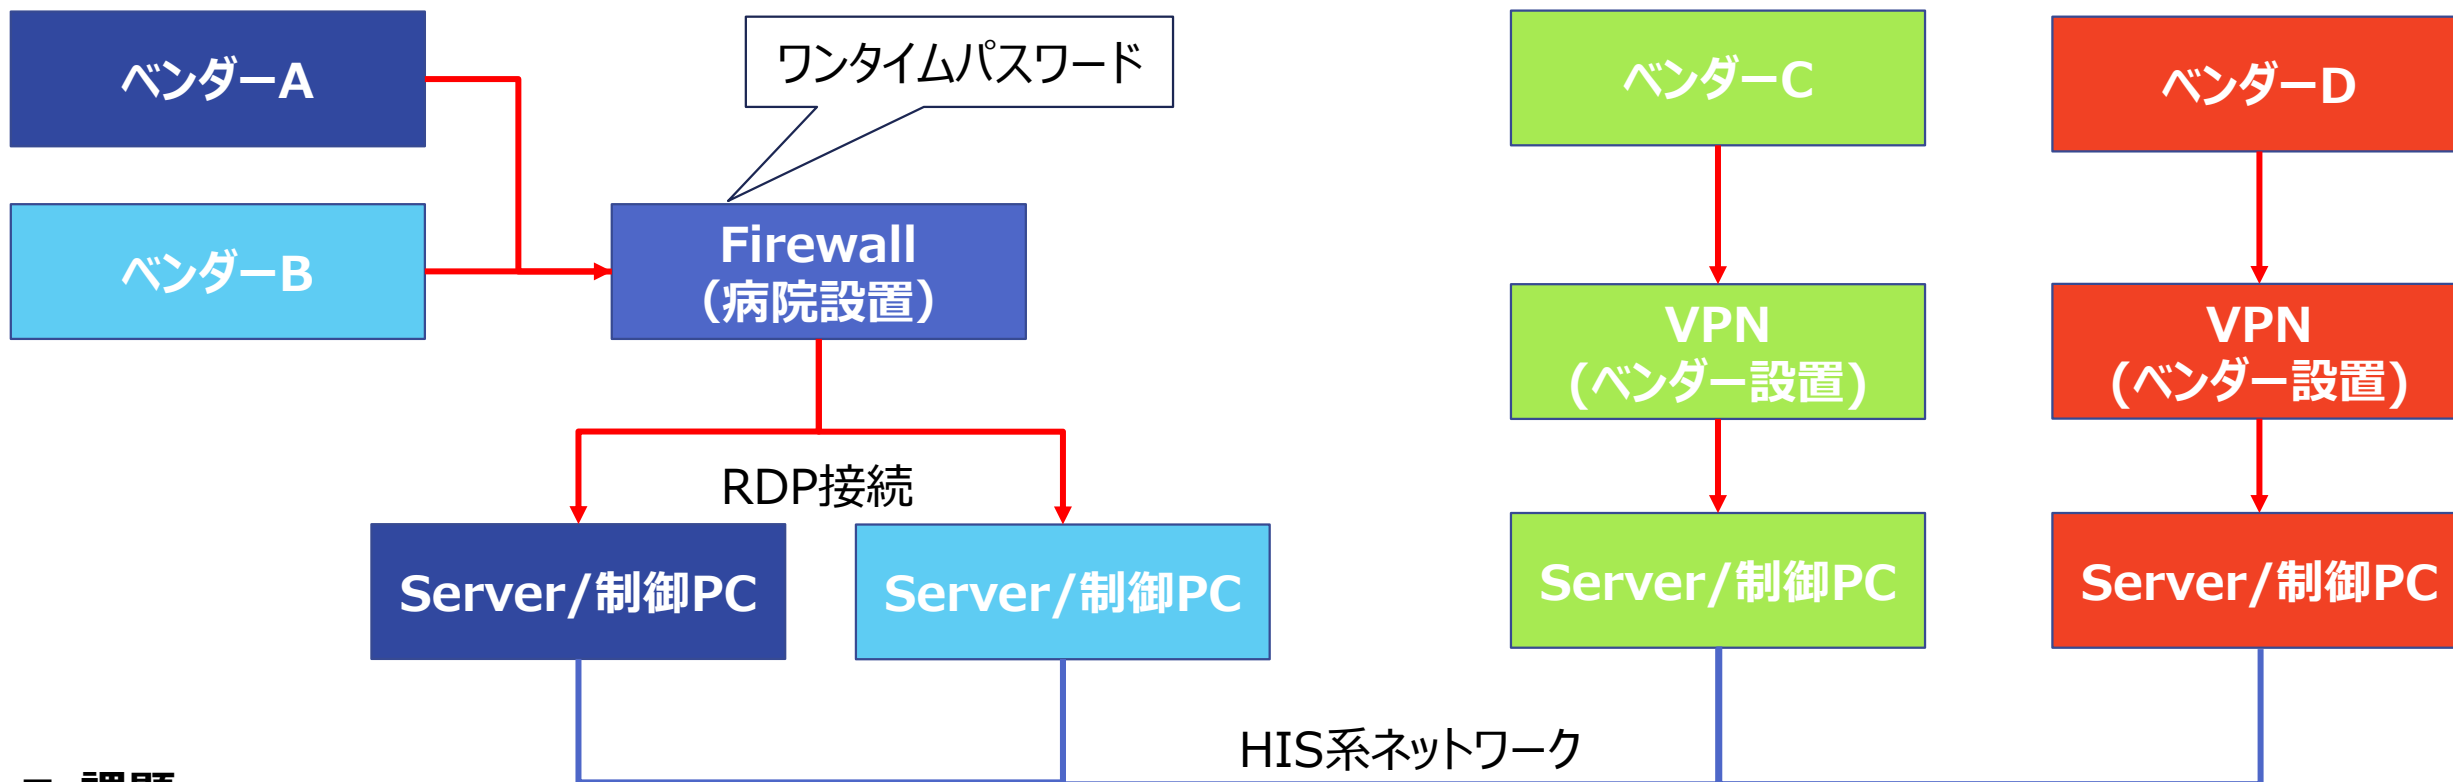 ベンダーA
ワンタイムパスワード
ベンダーC
ベンダーD
ベンダーB
Firewall
(病院設置)
VPN
(ベンダー設置)
VPN
(ベンダー設置)
RDP接続
Server/制御PC
Server/制御PC
Server/制御PC
Server/制御PC
HIS系ネットワーク
課題